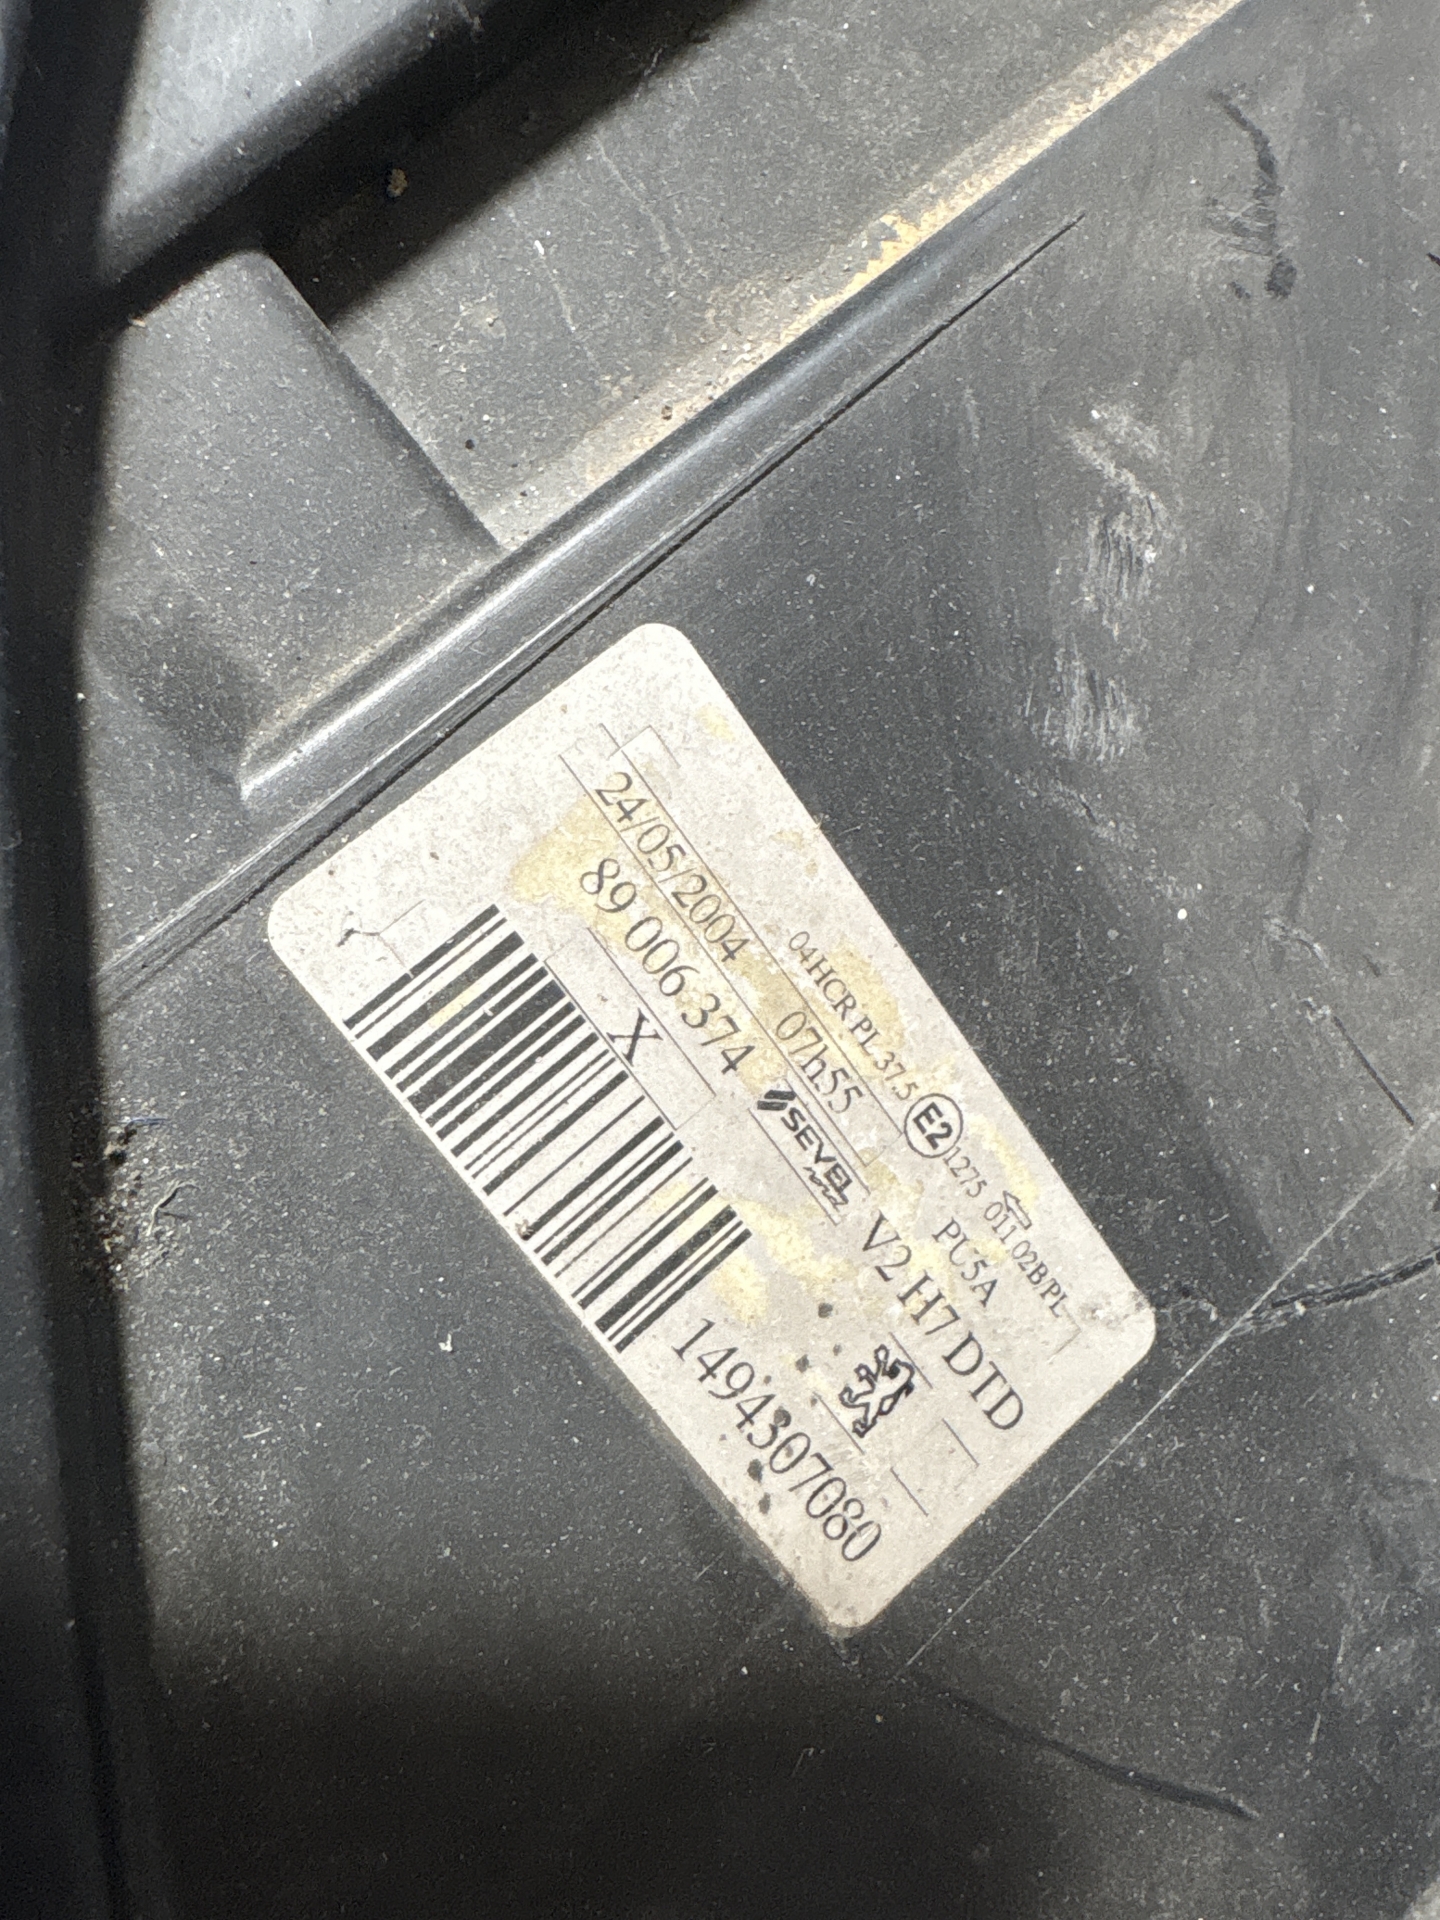 04HCR PL 37.5 E2 1275 011 02B/PL
24/05/2004 07h55 PU5A
89 006 374 SEVEL V2 H7 DTD
X
1494307080